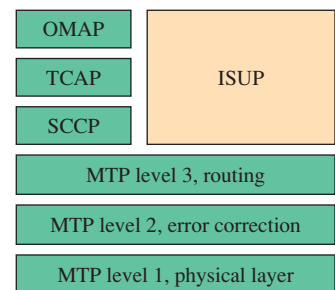 OMAP
TCAP
ISUP
SCCP
MTP level 3, routing
MTP level 2, error correction
MTP level 1, physical layer